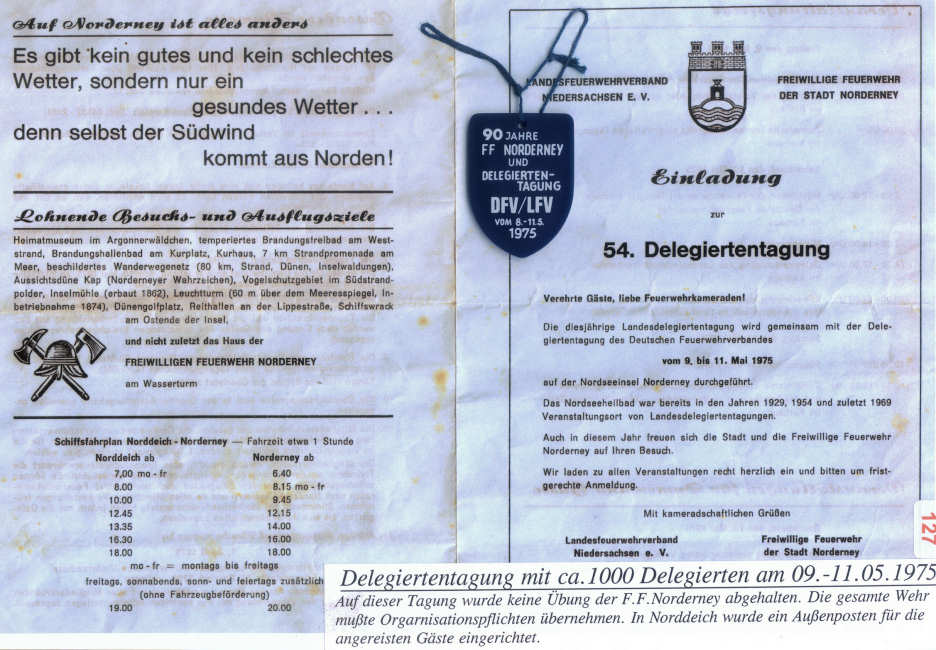 Auf Norderney ist alles anders
Es gibt kein gutes und kein schlechtes
Wetter, sondern nur ein
gesundes Wetter . . .
denn selbst der Südwind
kommt aus Norden!
Lohnende Besuchs- und Ausflugsziele
Heimatmuseum im Argonnerwäldchen, temperiertes Brandungsfreibad am West-
strand, Brandungshallenbad am Kurplatz, Kurhaus, 7 km Strandpromenade am
Meer, beschildertes Wanderwegenetz (80 km, Strand, Dünen, Inselwaldungen),
Aussichtsdüne Kap (Norderneyer Wahrzeichen), Vogelschutzgebiet im Südstrand-
polder, Inselmühle (erbaut 1862), Leuchtturm (60 m über dem Meeresspiegel, In-
betriebnahme 1874), Dünengolfplatz, Reithallen an der Lippestraße, Schiffswrack
am Ostende der Insel,
und nicht zuletzt das Haus der
FREIWILLIGEN FEUERWEHR NORDERNEY
am Wasserturm
Schiffsfahrplan Norddeich - Norderney — Fahrzeit etwa 1 Stunde
Norddeich ab Norderney ab
7,00 mo - fr 6.40
8.00 8.15 mo - fr
10.00 9.45
12.45 12.15
13.35 14.00
16.30 16.00
18.00 18.00
mo - fr = montags bis freitags
freitags, sonnabends, sonn- und feiertags zusätzlich
(ohne Fahrzeugbeförderung)
19.00 20.00
LANDESFEUERWEHRVERBAND
NIEDERSACHSEN E. V.
FREIWILLIGE FEUERWEHR
DER STADT NORDERNEY
90 JAHRE
FF NORDERNEY
UND
DELEGIERTEN-
TAGUNG
DFV/LFV
VOM 8.-11.5.
1975
Einladung
zur
54. Delegiertentagung
Verehrte Gäste, liebe Feuerwehrkameraden!
Die diesjährige Landesdelegiertentagung wird gemeinsam mit der Dele-
giertentagung des Deutschen Feuerwehrverbandes
vom 9. bis 11. Mai 1975
auf der Nordseeinsel Norderney durchgeführt.
Das Nordseeheilbad war bereits in den Jahren 1929, 1954 und zuletzt 1969
Veranstaltungsort von Landesdelegiertentagungen.
Auch in diesem Jahr freuen sich die Stadt und die Freiwillige Feuerwehr
Norderney auf Ihren Besuch.
Wir laden zu allen Veranstaltungen recht herzlich ein und bitten um frist-
gerechte Anmeldung.
Mit kameradschaftlichen Grüßen
Landesfeuerwehrverband Freiwillige Feuerwehr
Niedersachsen e. V. der Stadt Norderney
127
Delegiertentagung mit ca.1000 Delegierten am 09.-11.05.1975
Auf dieser Tagung wurde keine Übung der F.F.Norderney abgehalten. Die gesamte Wehr
mußte Orgarnisationspflichten übernehmen. In Norddeich wurde ein Außenposten für die
angereisten Gäste eingerichtet.